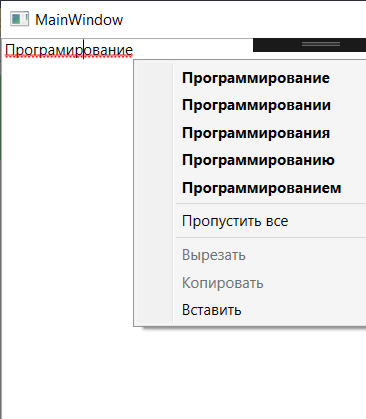 MainWindow
Програмирование
Программирование
Программировании
Программирования
Программированию
Программированием
Пропустить все
Вырезать
Копировать
Вставить